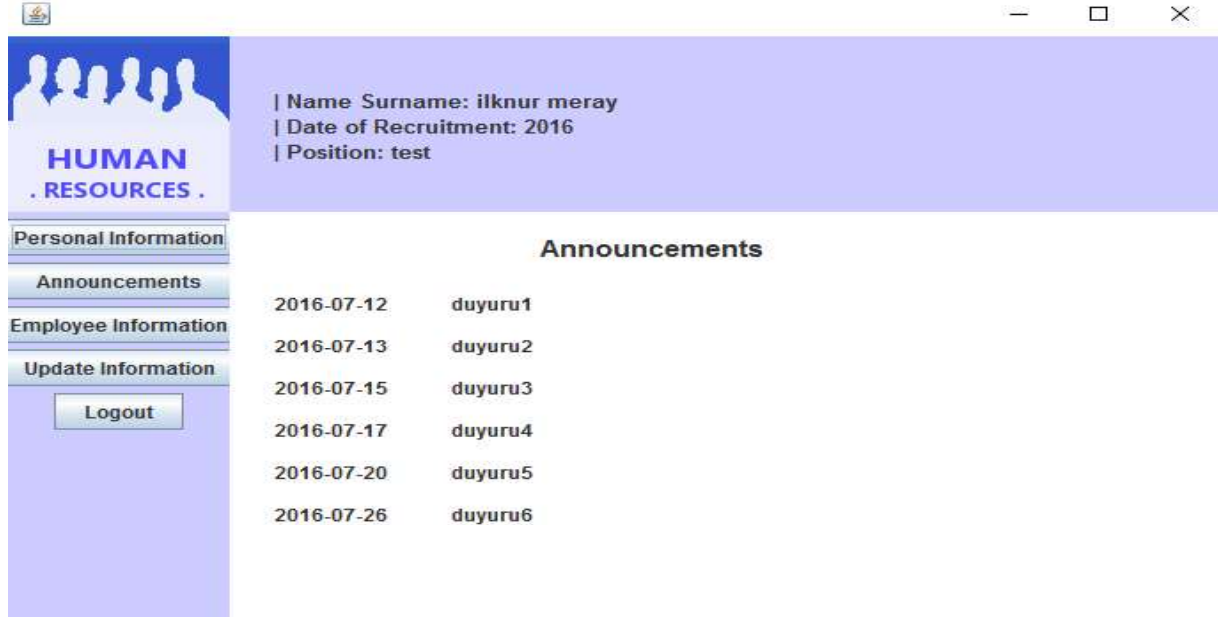 HUMAN
. RESOURCES .
| Name Surname: ilknur meray
| Date of Recruitment: 2016
| Position: test
Personal Information
Announcements
Employee Information
Update Information
Logout
Announcements
2016-07-12 duyuru1
2016-07-13 duyuru2
2016-07-15 duyuru3
2016-07-17 duyuru4
2016-07-20 duyuru5
2016-07-26 duyuru6